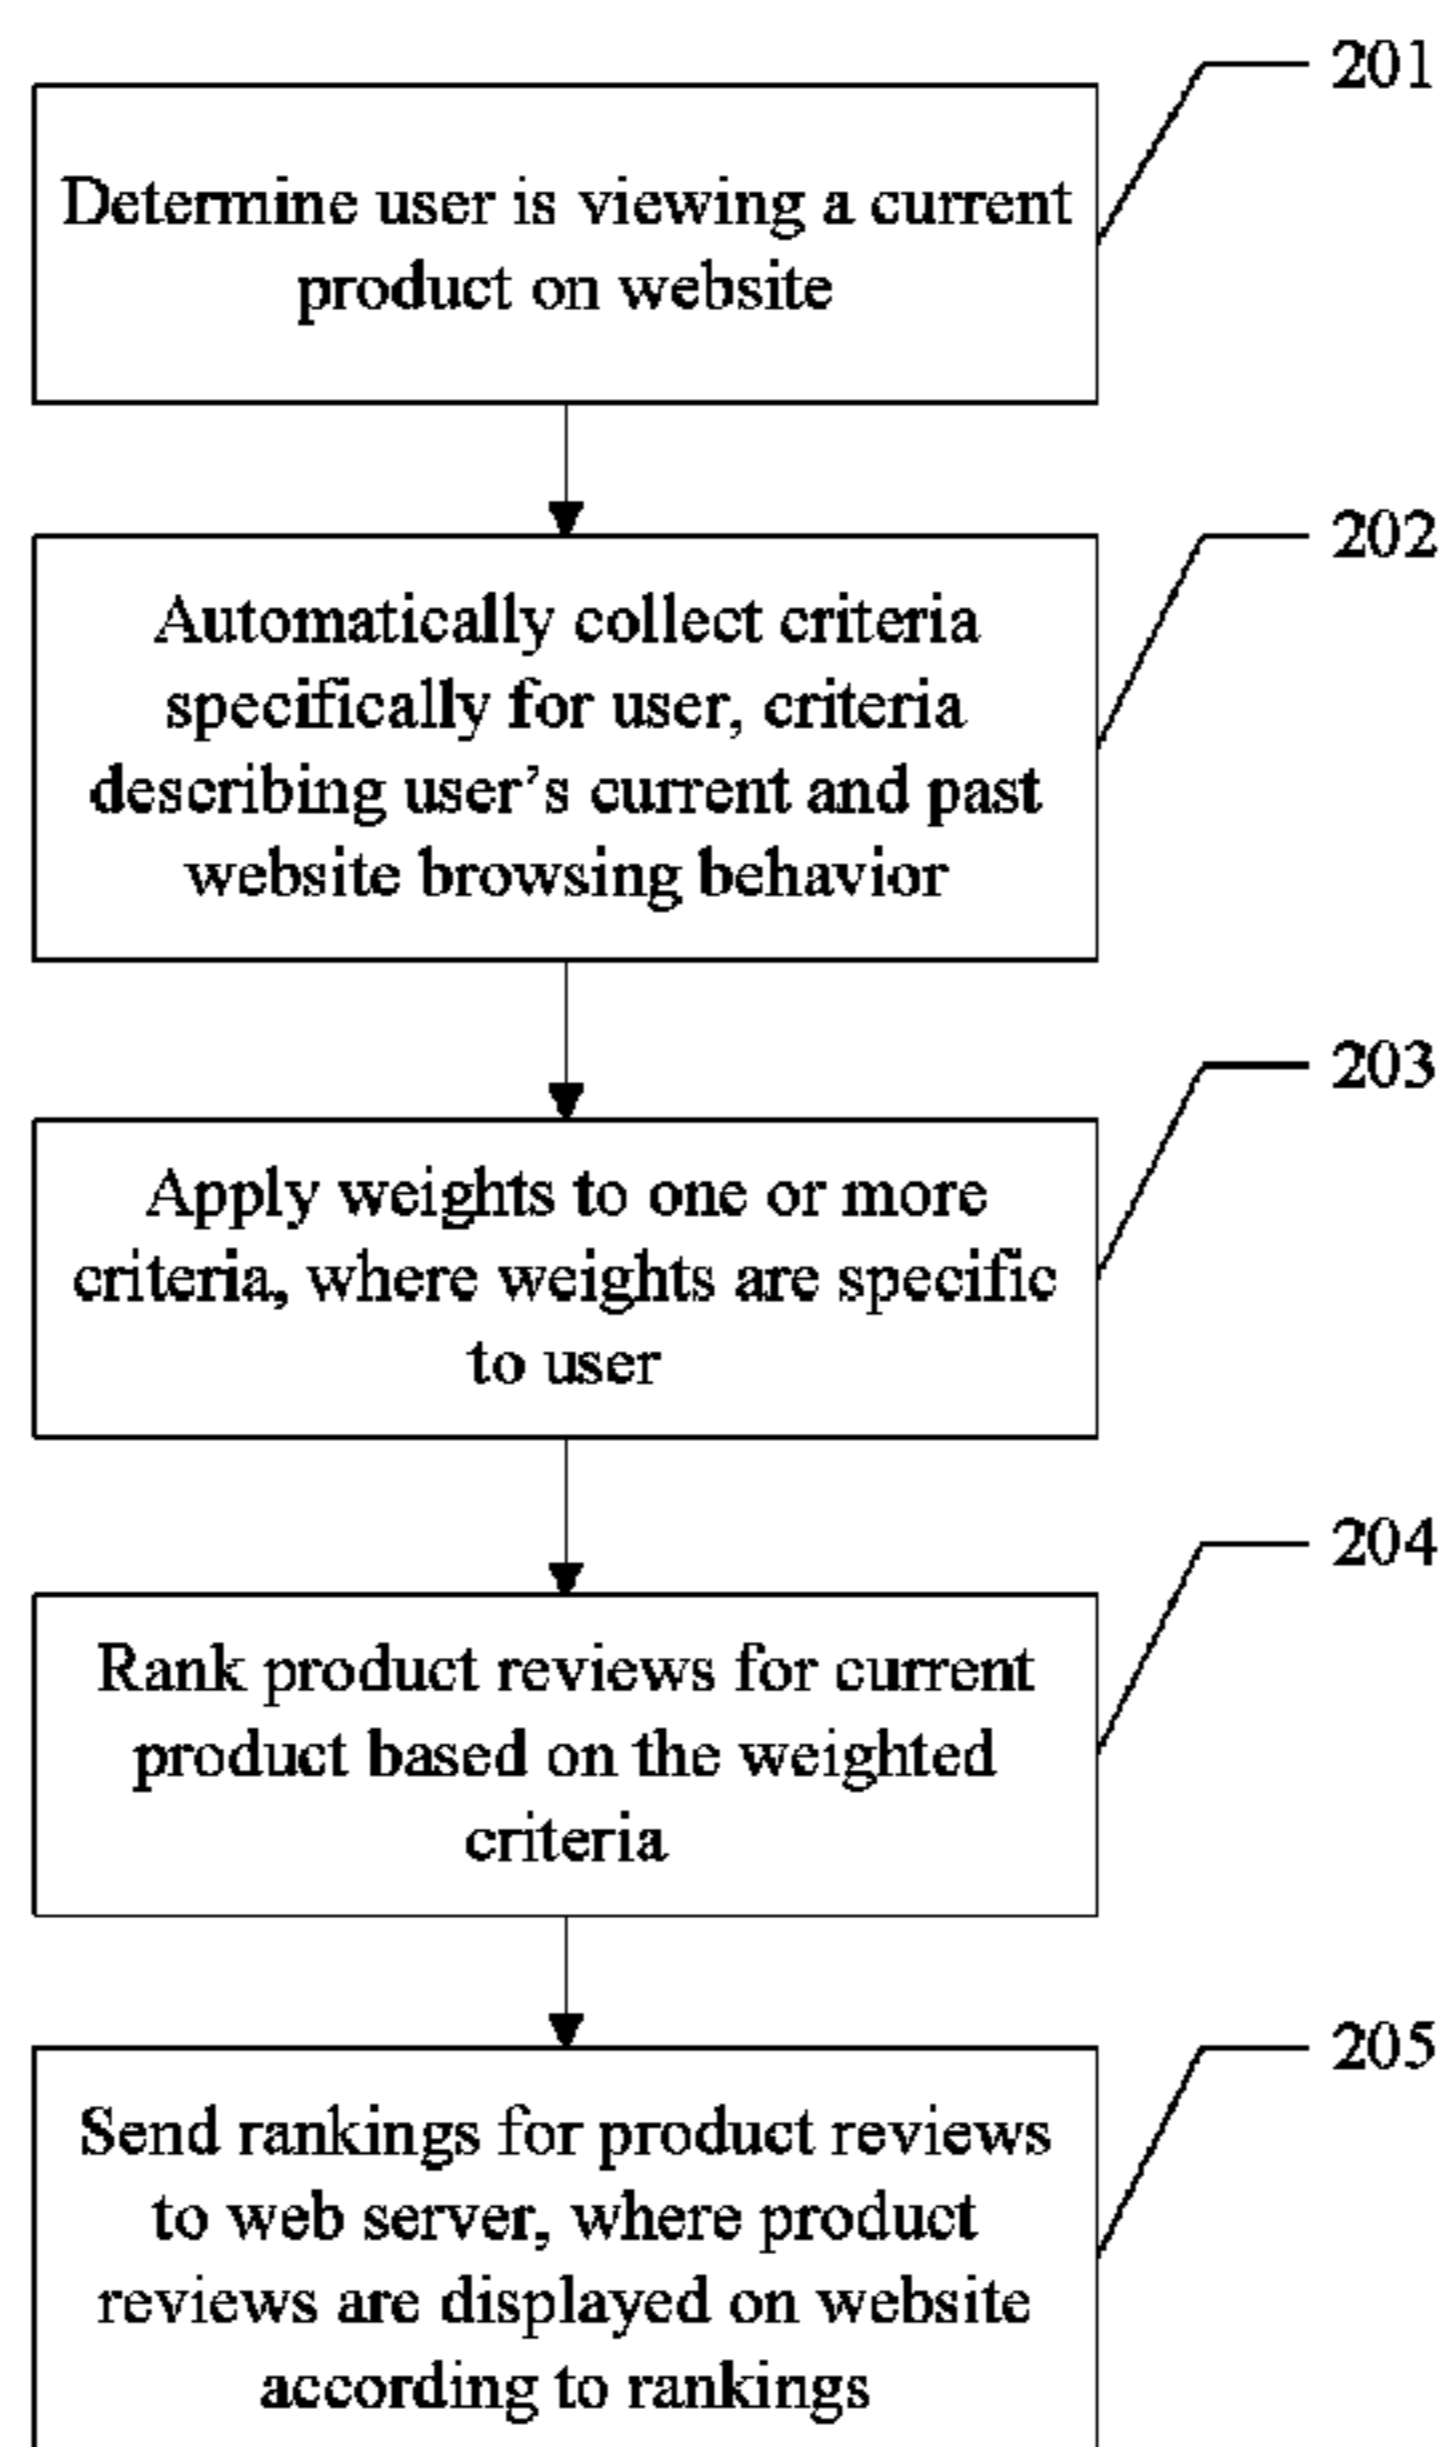 201
Determine user is viewing a current
product on website
202
Automatically collect criteria
specifically for user, criteria
describing user's current and past
website browsing behavior
203
Apply weights to one or more
criteria, where weights are specific
to user
204
Rank product reviews for current
product based on the weighted
criteria
205
Send rankings for product reviews
to web server, where product
reviews are displayed on website
according to rankings